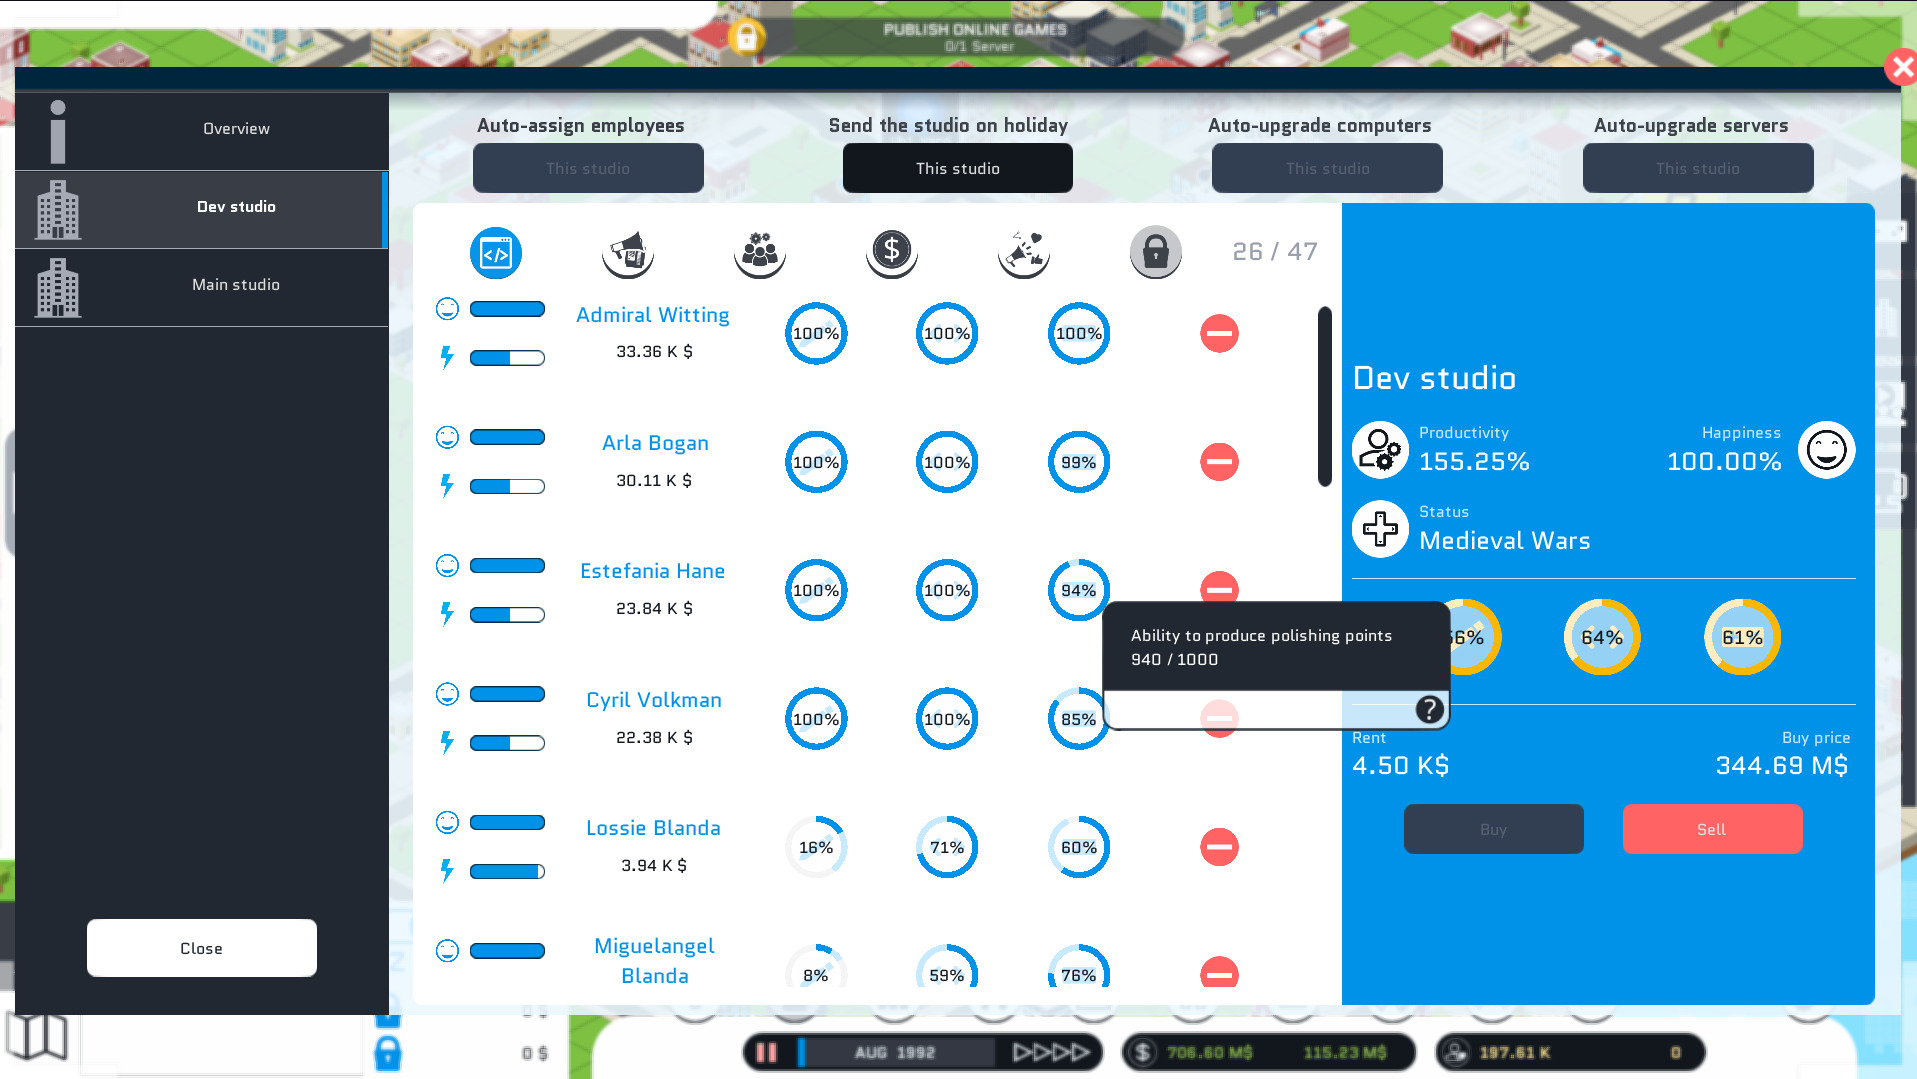 PUBLISH ONLINE GAMES
0/1 Server
Overview
Dev studio
Main studio
Close
Auto-assign employees
This studio
Send the studio on holiday
This studio
Auto-upgrade computers
This studio
Auto-upgrade servers
This studio
26 / 47
Admiral Witting
33.36 K $
100%
100%
100%
Arla Bogan
30.11 K $
100%
100%
99%
Estefania Hane
23.84 K $
100%
100%
94%
Cyril Volkman
22.38 K $
100%
100%
85%
Lossie Blanda
3.94 K $
16%
71%
60%
Miguelangel
Blanda
8%
59%
76%
Ability to produce polishing points
940 / 1000
?
Dev studio
Productivity
155.25%
Happiness
100.00%
Status
Medieval Wars
64%
61%
Rent
4.50 K$
Buy price
344.69 M$
Buy
Sell
0 $
AUG 1992
706.60 M$
115.23 M$
197.61 K
0